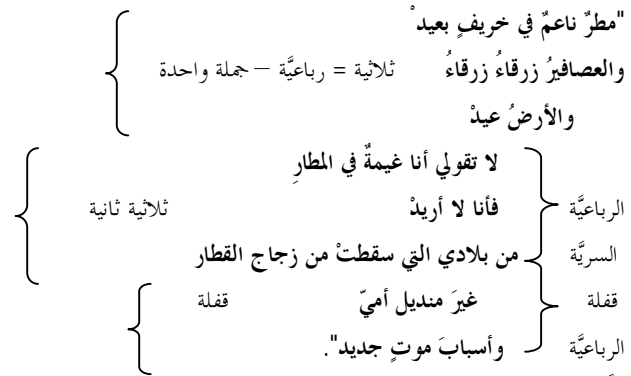 "مطرٌ ناعمٌ في خريفٍ بعيدْ
والعصافيرُ زرقاءُ زرقاءُ ثلاثية = رباعيَّة – جملة واحدة
والأرضُ عيدْ
لا تقولي أنا غيمةٌ في المطارِ
الرباعيَّة فأنا لا أريدْ ثلاثية ثانية
السريَّة من بلادي التي سقطتْ من زجاج القطار
قفلة غيرَ منديل أميّ قفلة
الرباعيَّة وأسبابَ موتٍ جديد".